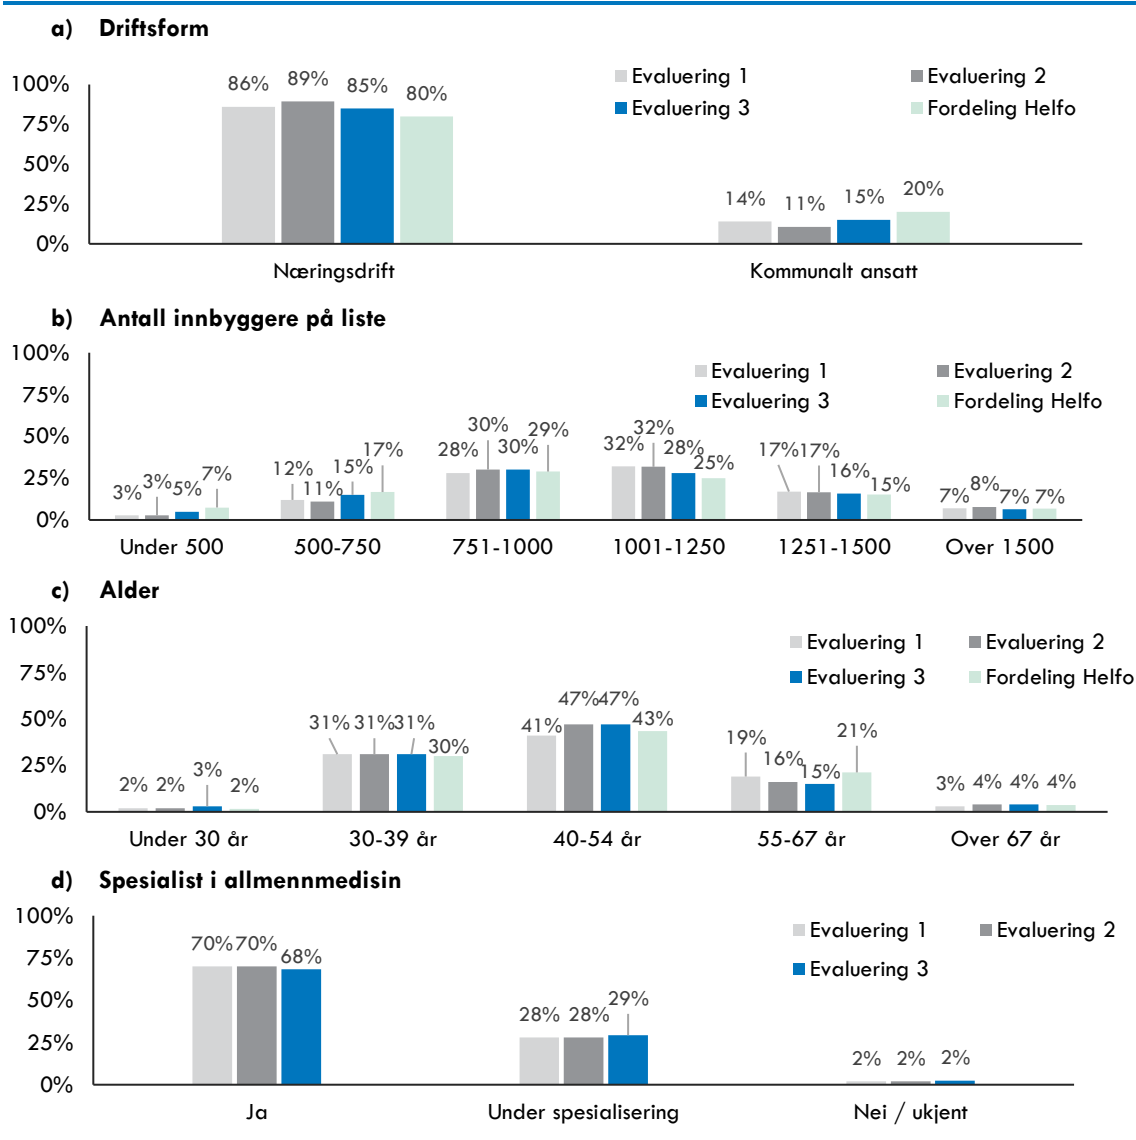 a) Driftsform
Evaluering 1
Evaluering 2
Evaluering 3
Fordeling Helfo
100%
75%
50%
25%
0%
86% 89% 85% 80%
14% 11% 15% 20%
Næringsdrift Kommunalt ansatt
b) Antall innbyggere på liste
Evaluering 1
Evaluering 2
Evaluering 3
Fordeling Helfo
100%
75%
50%
25%
0%
3% 3% 5% 7%
12% 11% 15% 17%
28% 30% 30% 29%
32% 32% 28% 25%
17% 17% 16% 15%
7% 8% 7% 7%
Under 500 500-750 751-1000 1001-1250 1251-1500 Over 1500
c) Alder
Evaluering 1
Evaluering 2
Evaluering 3
Fordeling Helfo
100%
75%
50%
25%
0%
2% 2% 3% 2%
31% 31% 31% 30%
41% 47% 47% 43%
19% 16% 15% 21%
3% 4% 4% 4%
Under 30 år 30-39 år 40-54 år 55-67 år Over 67 år
d) Spesialist i allmennmedisin
Evaluering 1
Evaluering 2
Evaluering 3
100%
75%
50%
25%
0%
70% 70% 68%
28% 28% 29%
2% 2% 2%
Ja Under spesialisering Nei / ukjent